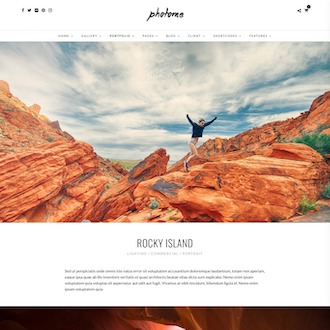 photome
HOME GALLERY PORTFOLIO PAGES BLOG CLIENT SHORTCODES FEATURES
ROCKY ISLAND
LIGHTING / COMMERCIAL / PORTRAIT
Sed ut perspiciatis unde omnis iste natus error sit voluptatem accusantium doloremque laudantium, totam rem aperiam,
eaque ipsa quae ab illo inventore veritatis et quasi architecto beatae vitae dicta sunt explicabo. Nemo enim ipsam
voluptatem quia voluptas sit aspernatur aut odit aut fugit. Vivamus at nibh tincidunt, bibendum ligula id. Nemo enim
ipsam voluptatem quia